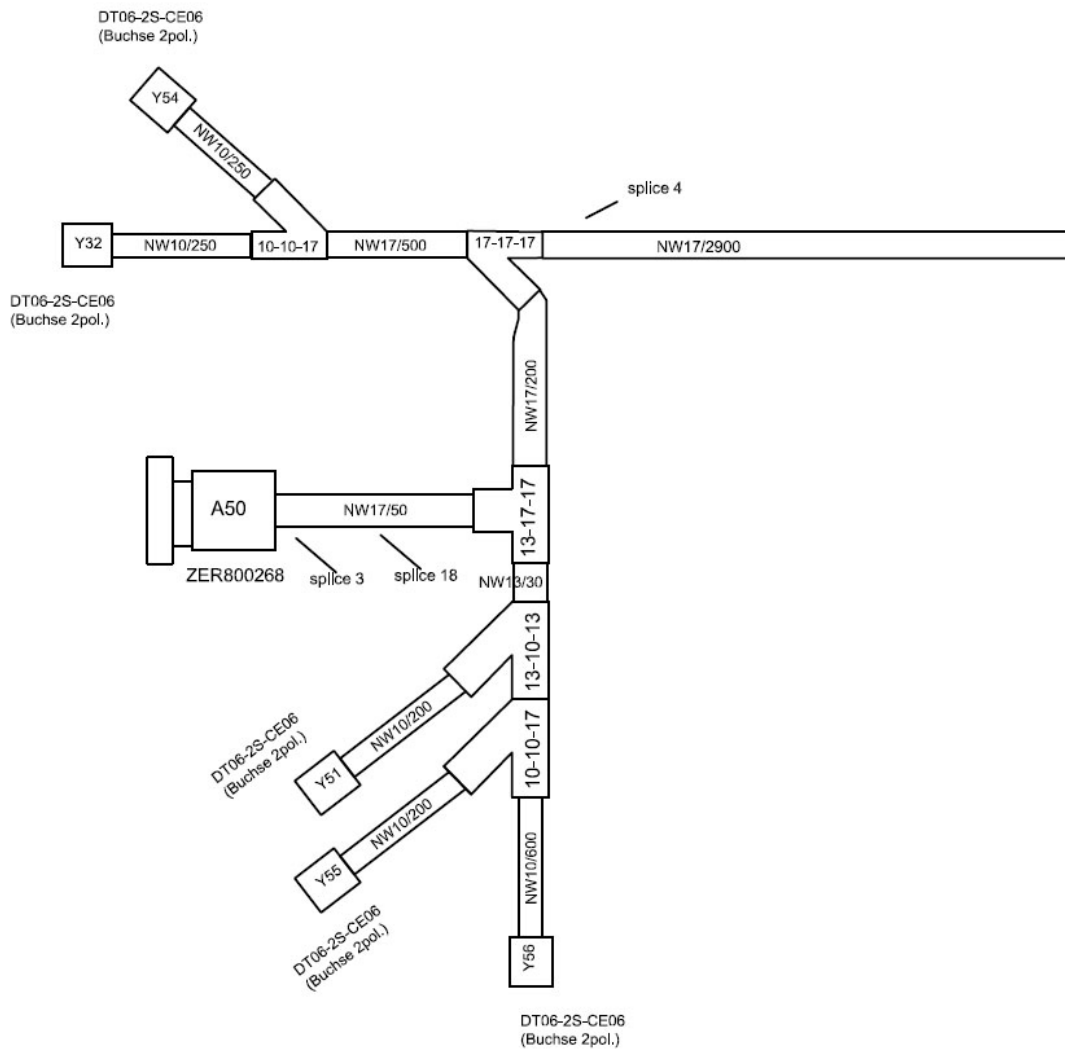 DT06-2S-CE06
(Buchse 2pol.)
Y54
NW10/250
splice 4
Y32
NW10/250
10-10-17
NW17/500
17-17-17
NW17/2900
DT06-2S-CE06
(Buchse 2pol.)
NW17/200
A50
NW17/50
13-17-17
ZER800268
splice 3
splice 18
NW13/30
13-10-13
NW10/200
DT06-2S-CE06
(Buchse 2pol.)
Y51
10-10-17
NW10/200
Y55
DT06-2S-CE06
(Buchse 2pol.)
NW10/600
Y56
DT06-2S-CE06
(Buchse 2pol.)